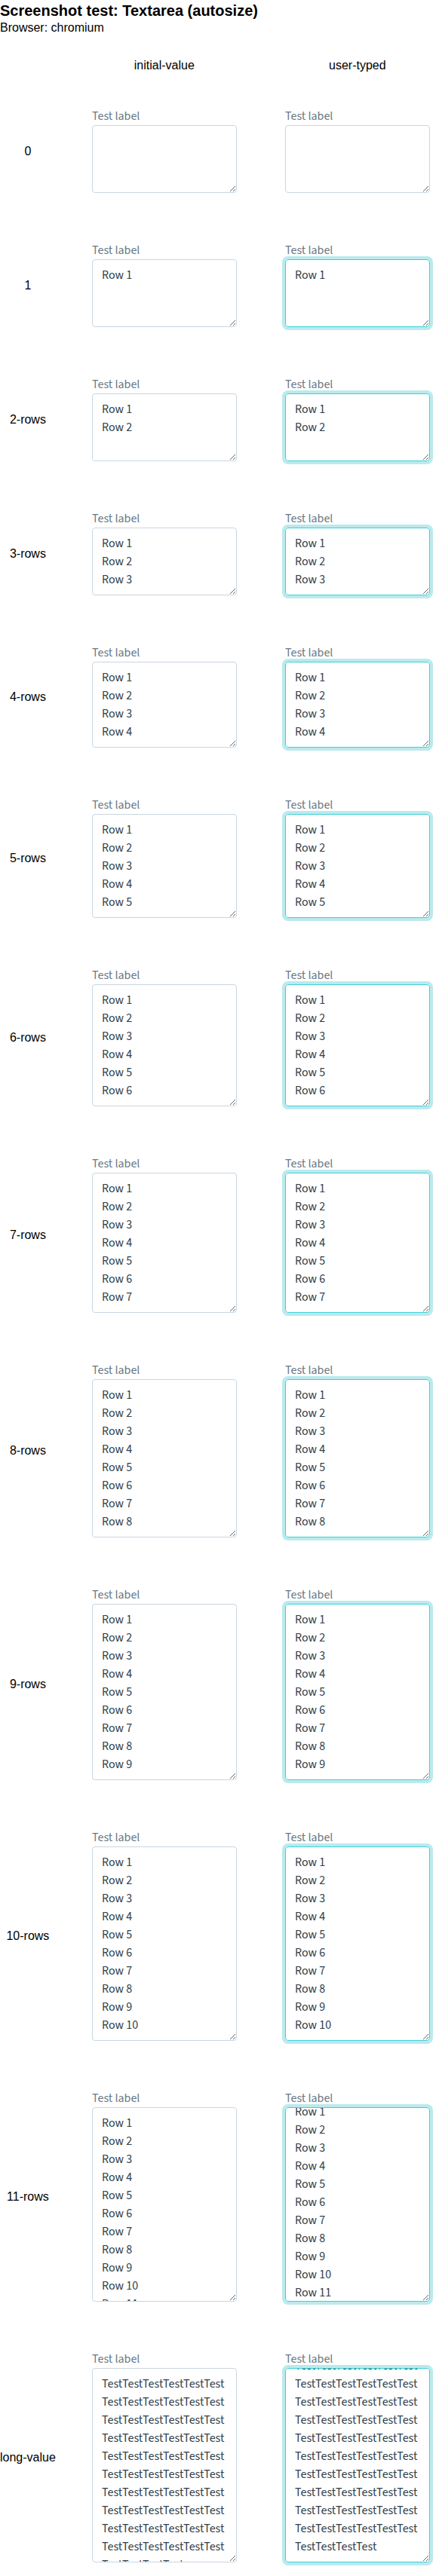 Screenshot test: Textarea (autosize)
Browser: chromium
initial-value user-typed
Test label Test label
0
Test label Test label
1
Row 1 Row 1
Test label Test label
2-rows
Row 1 Row 1
Row 2 Row 2
Test label Test label
3-rows
Row 1 Row 1
Row 2 Row 2
Row 3 Row 3
Test label Test label
4-rows
Row 1 Row 1
Row 2 Row 2
Row 3 Row 3
Row 4 Row 4
Test label Test label
5-rows
Row 1 Row 1
Row 2 Row 2
Row 3 Row 3
Row 4 Row 4
Row 5 Row 5
Test label Test label
6-rows
Row 1 Row 1
Row 2 Row 2
Row 3 Row 3
Row 4 Row 4
Row 5 Row 5
Row 6 Row 6
Test label Test label
7-rows
Row 1 Row 1
Row 2 Row 2
Row 3 Row 3
Row 4 Row 4
Row 5 Row 5
Row 6 Row 6
Row 7 Row 7
Test label Test label
8-rows
Row 1 Row 1
Row 2 Row 2
Row 3 Row 3
Row 4 Row 4
Row 5 Row 5
Row 6 Row 6
Row 7 Row 7
Row 8 Row 8
Test label Test label
9-rows
Row 1 Row 1
Row 2 Row 2
Row 3 Row 3
Row 4 Row 4
Row 5 Row 5
Row 6 Row 6
Row 7 Row 7
Row 8 Row 8
Row 9 Row 9
Test label Test label
10-rows
Row 1 Row 1
Row 2 Row 2
Row 3 Row 3
Row 4 Row 4
Row 5 Row 5
Row 6 Row 6
Row 7 Row 7
Row 8 Row 8
Row 9 Row 9
Row 10 Row 10
Test label Test label
11-rows
Row 1 Row 1
Row 2 Row 2
Row 3 Row 3
Row 4 Row 4
Row 5 Row 5
Row 6 Row 6
Row 7 Row 7
Row 8 Row 8
Row 9 Row 9
Row 10 Row 10
Row 11
Test label Test label
long-value
TestTestTestTestTestTest TestTestTestTestTestTest
TestTestTestTestTestTest TestTestTestTestTestTest
TestTestTestTestTestTest TestTestTestTestTestTest
TestTestTestTestTestTest TestTestTestTestTestTest
TestTestTestTestTestTest TestTestTestTestTestTest
TestTestTestTestTestTest TestTestTestTestTestTest
TestTestTestTestTestTest TestTestTestTestTestTest
TestTestTestTestTestTest TestTestTestTestTestTest
TestTestTestTestTestTest TestTestTestTestTestTest
TestTestTestTestTestTest TestTestTestTest